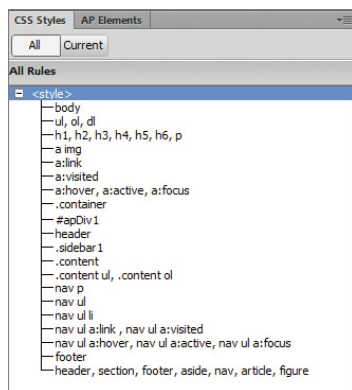 CSS Styles AP Elements
All Current
All Rules
<style>
body
ul, ol, dl
h1, h2, h3, h4, h5, h6, p
a img
a:link
a:visited
a:hover, a:active, a:focus
.container
#apDiv1
header
.sidebar1
.content
.content ul, .content ol
nav p
nav ul
nav ul li
nav ul a:link , nav ul a:visited
nav ul a:hover, nav ul a:active, nav ul a:focus
footer
header, section, footer, aside, nav, article, figure